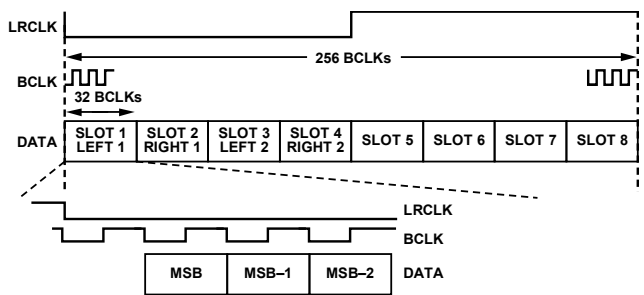 LRCLK
256 BCLKs
BCLK
32 BCLKs
DATA
SLOT 1
LEFT 1
SLOT 2
RIGHT 1
SLOT 3
LEFT 2
SLOT 4
RIGHT 2
SLOT 5
SLOT 6
SLOT 7
SLOT 8
LRCLK
BCLK
MSB
MSB–1
MSB–2
DATA